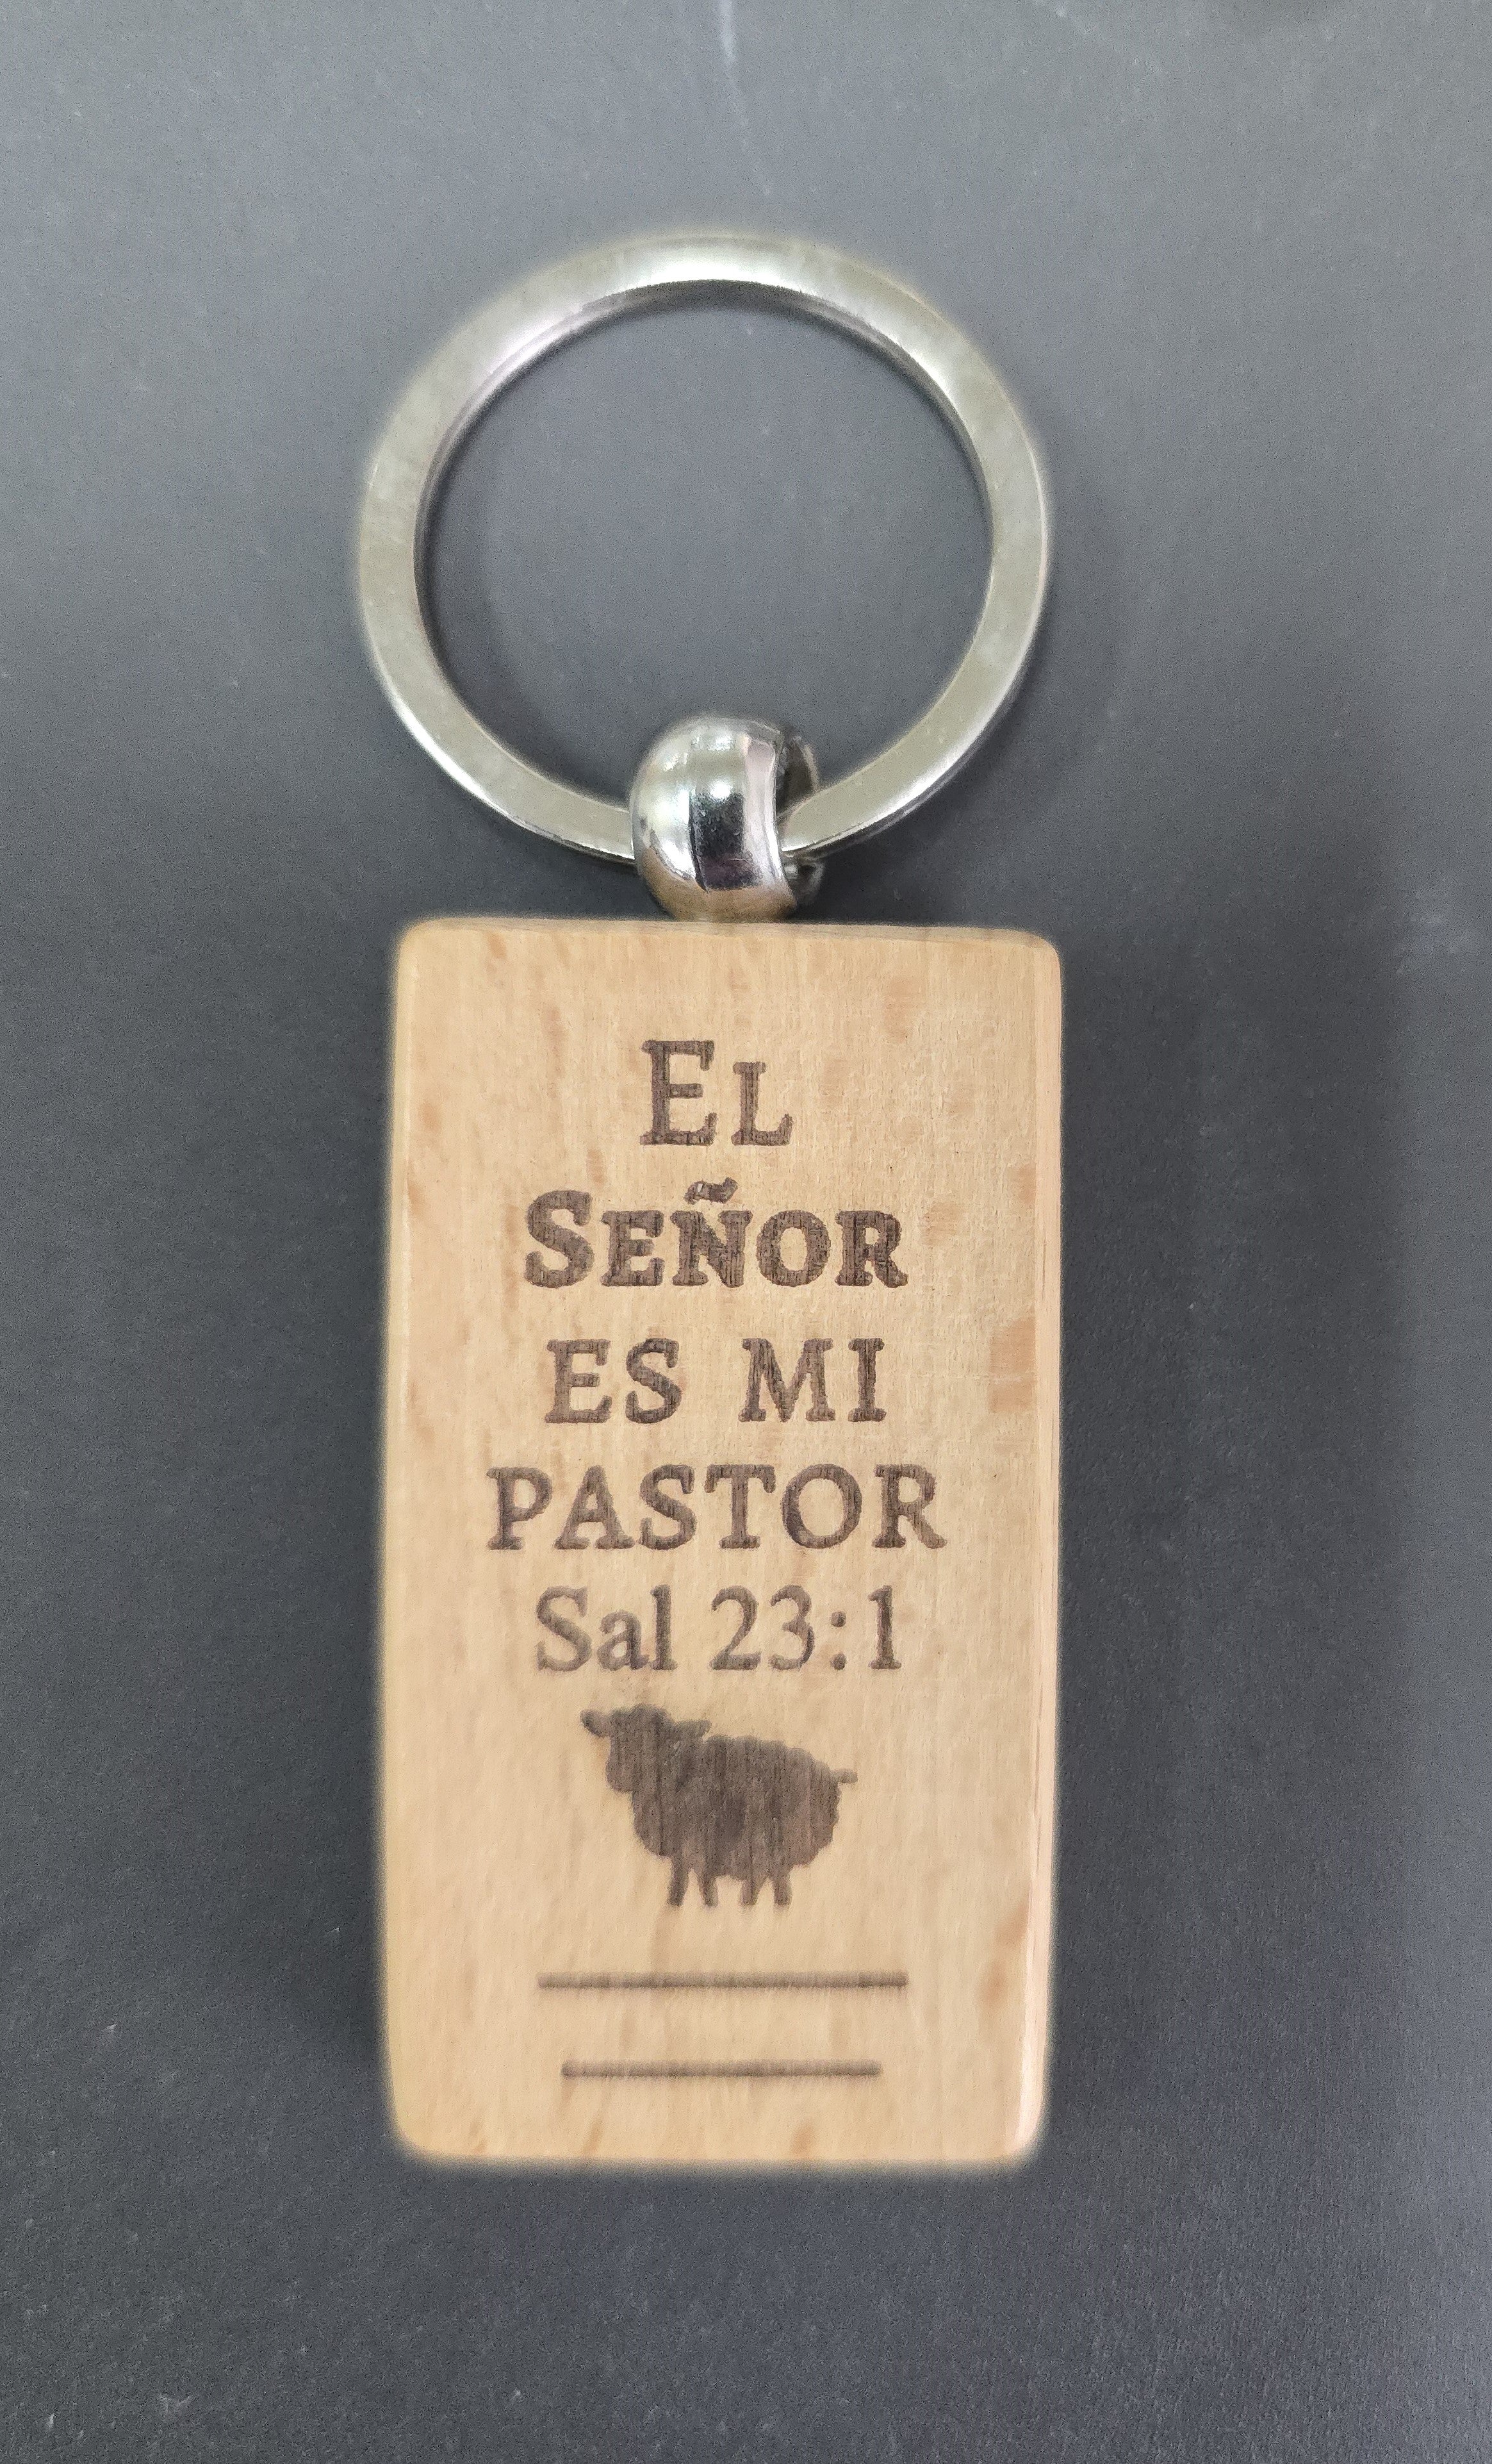 EL
SEÑOR
ES MI
PASTOR
Sal 23:1